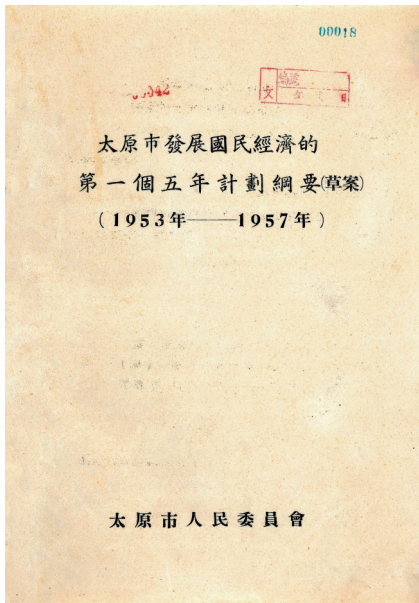 00018
太原市發展國民經濟的
第一個五年計劃綱要(草案)
(1953年——1957年)
太原市人民委員會